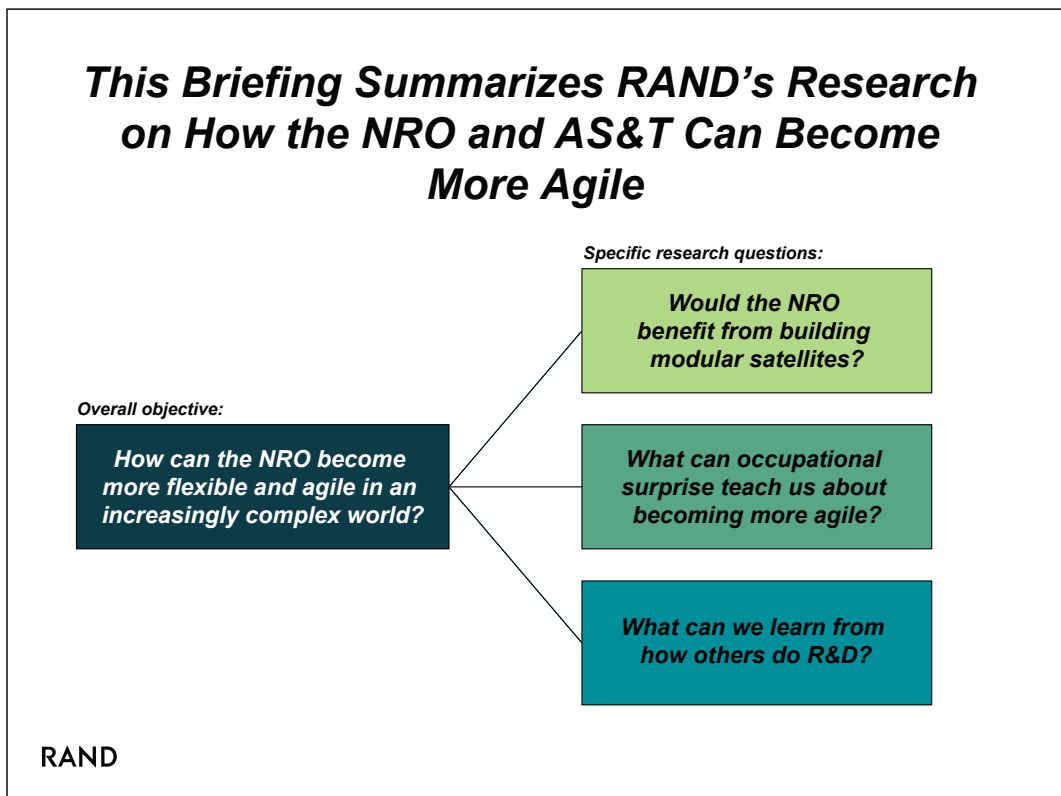 This Briefing Summarizes RAND's Research
on How the NRO and AS&T Can Become
More Agile
Specific research questions:
Would the NRO
benefit from building
modular satellites?
Overall objective:
How can the NRO become
more flexible and agile in an
increasingly complex world?
What can occupational
surprise teach us about
becoming more agile?
What can we learn from
how others do R&D?
RAND